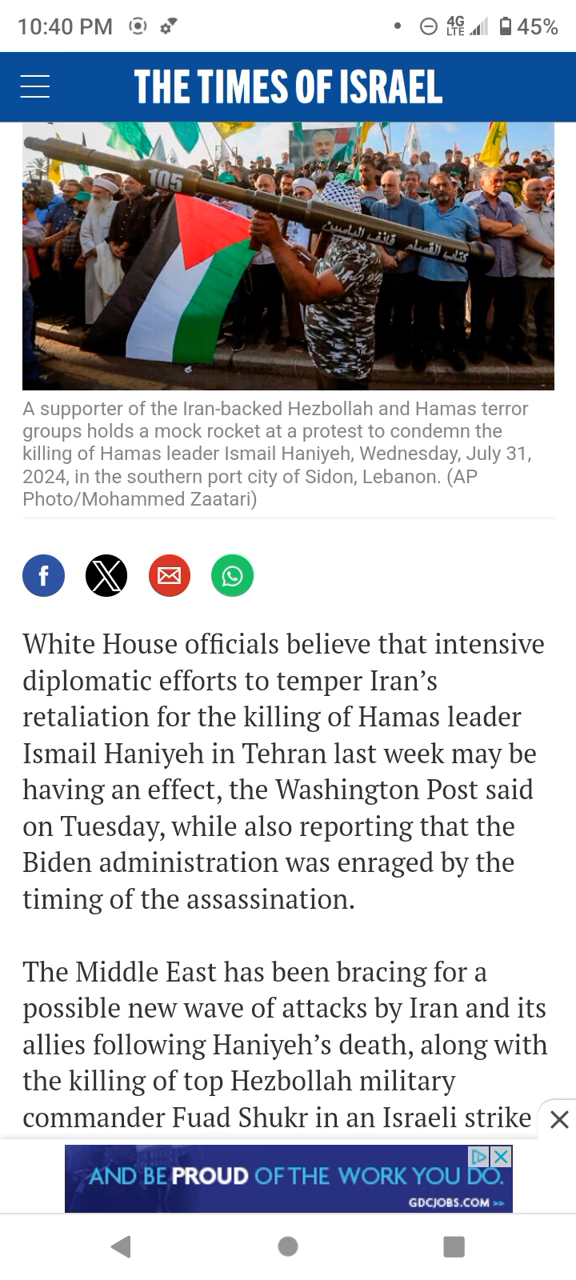 10:40 PM
4G
LTE
45%
THE TIMES OF ISRAEL
105
كتائب القسام قاذف الياسين
A supporter of the Iran-backed Hezbollah and Hamas terror
groups holds a mock rocket at a protest to condemn the
killing of Hamas leader Ismail Haniyeh, Wednesday, July 31,
2024, in the southern port city of Sidon, Lebanon. (AP
Photo/Mohammed Zaatari)
White House officials believe that intensive
diplomatic efforts to temper Iran’s
retaliation for the killing of Hamas leader
Ismail Haniyeh in Tehran last week may be
having an effect, the Washington Post said
on Tuesday, while also reporting that the
Biden administration was enraged by the
timing of the assassination.
The Middle East has been bracing for a
possible new wave of attacks by Iran and its
allies following Haniyeh’s death, along with
the killing of top Hezbollah military
commander Fuad Shukr in an Israeli strike
AND BE PROUD OF THE WORK YOU DO.
GDCJOBS.COM >>